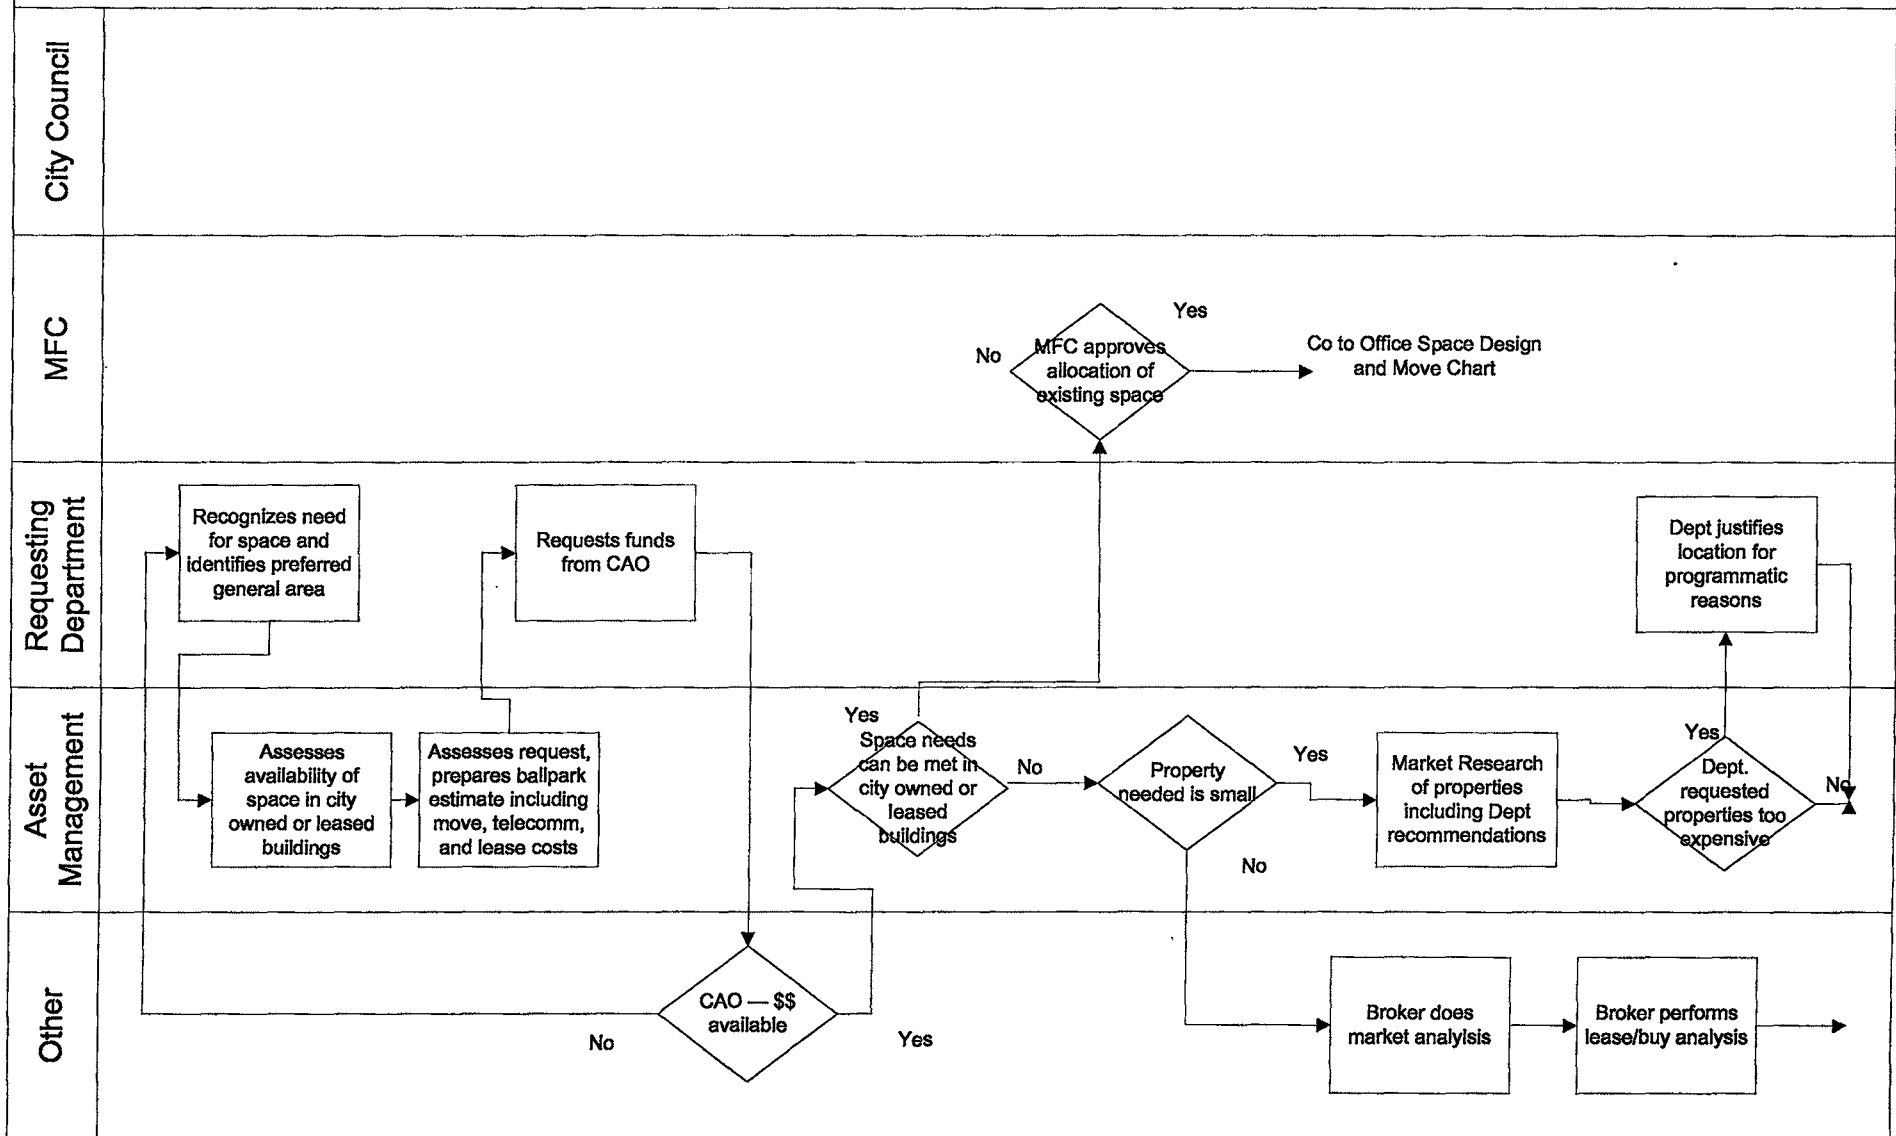 City Council
MFC
No
MFC approves
allocation of
existing space
Yes
Co to Office Space Design
and Move Chart
Requesting
Department
Recognizes need
for space and
identifies preferred
general area
Requests funds
from CAO
Dept justifies
location for
programmatic
reasons
Asset
Management
Assesses
availability of
space in city
owned or leased
buildings
Assesses request,
prepares ballpark
estimate including
move, telecomm,
and lease costs
Yes
Space needs
can be met in
city owned or
leased
buildings
No
Property
needed is small
Yes
No
Market Research
of properties
including Dept
recommendations
Yes
Dept.
requested
properties too
expensive
No
Other
No
CAO — $$
available
Yes
Broker does
market analylsis
Broker performs
lease/buy analysis